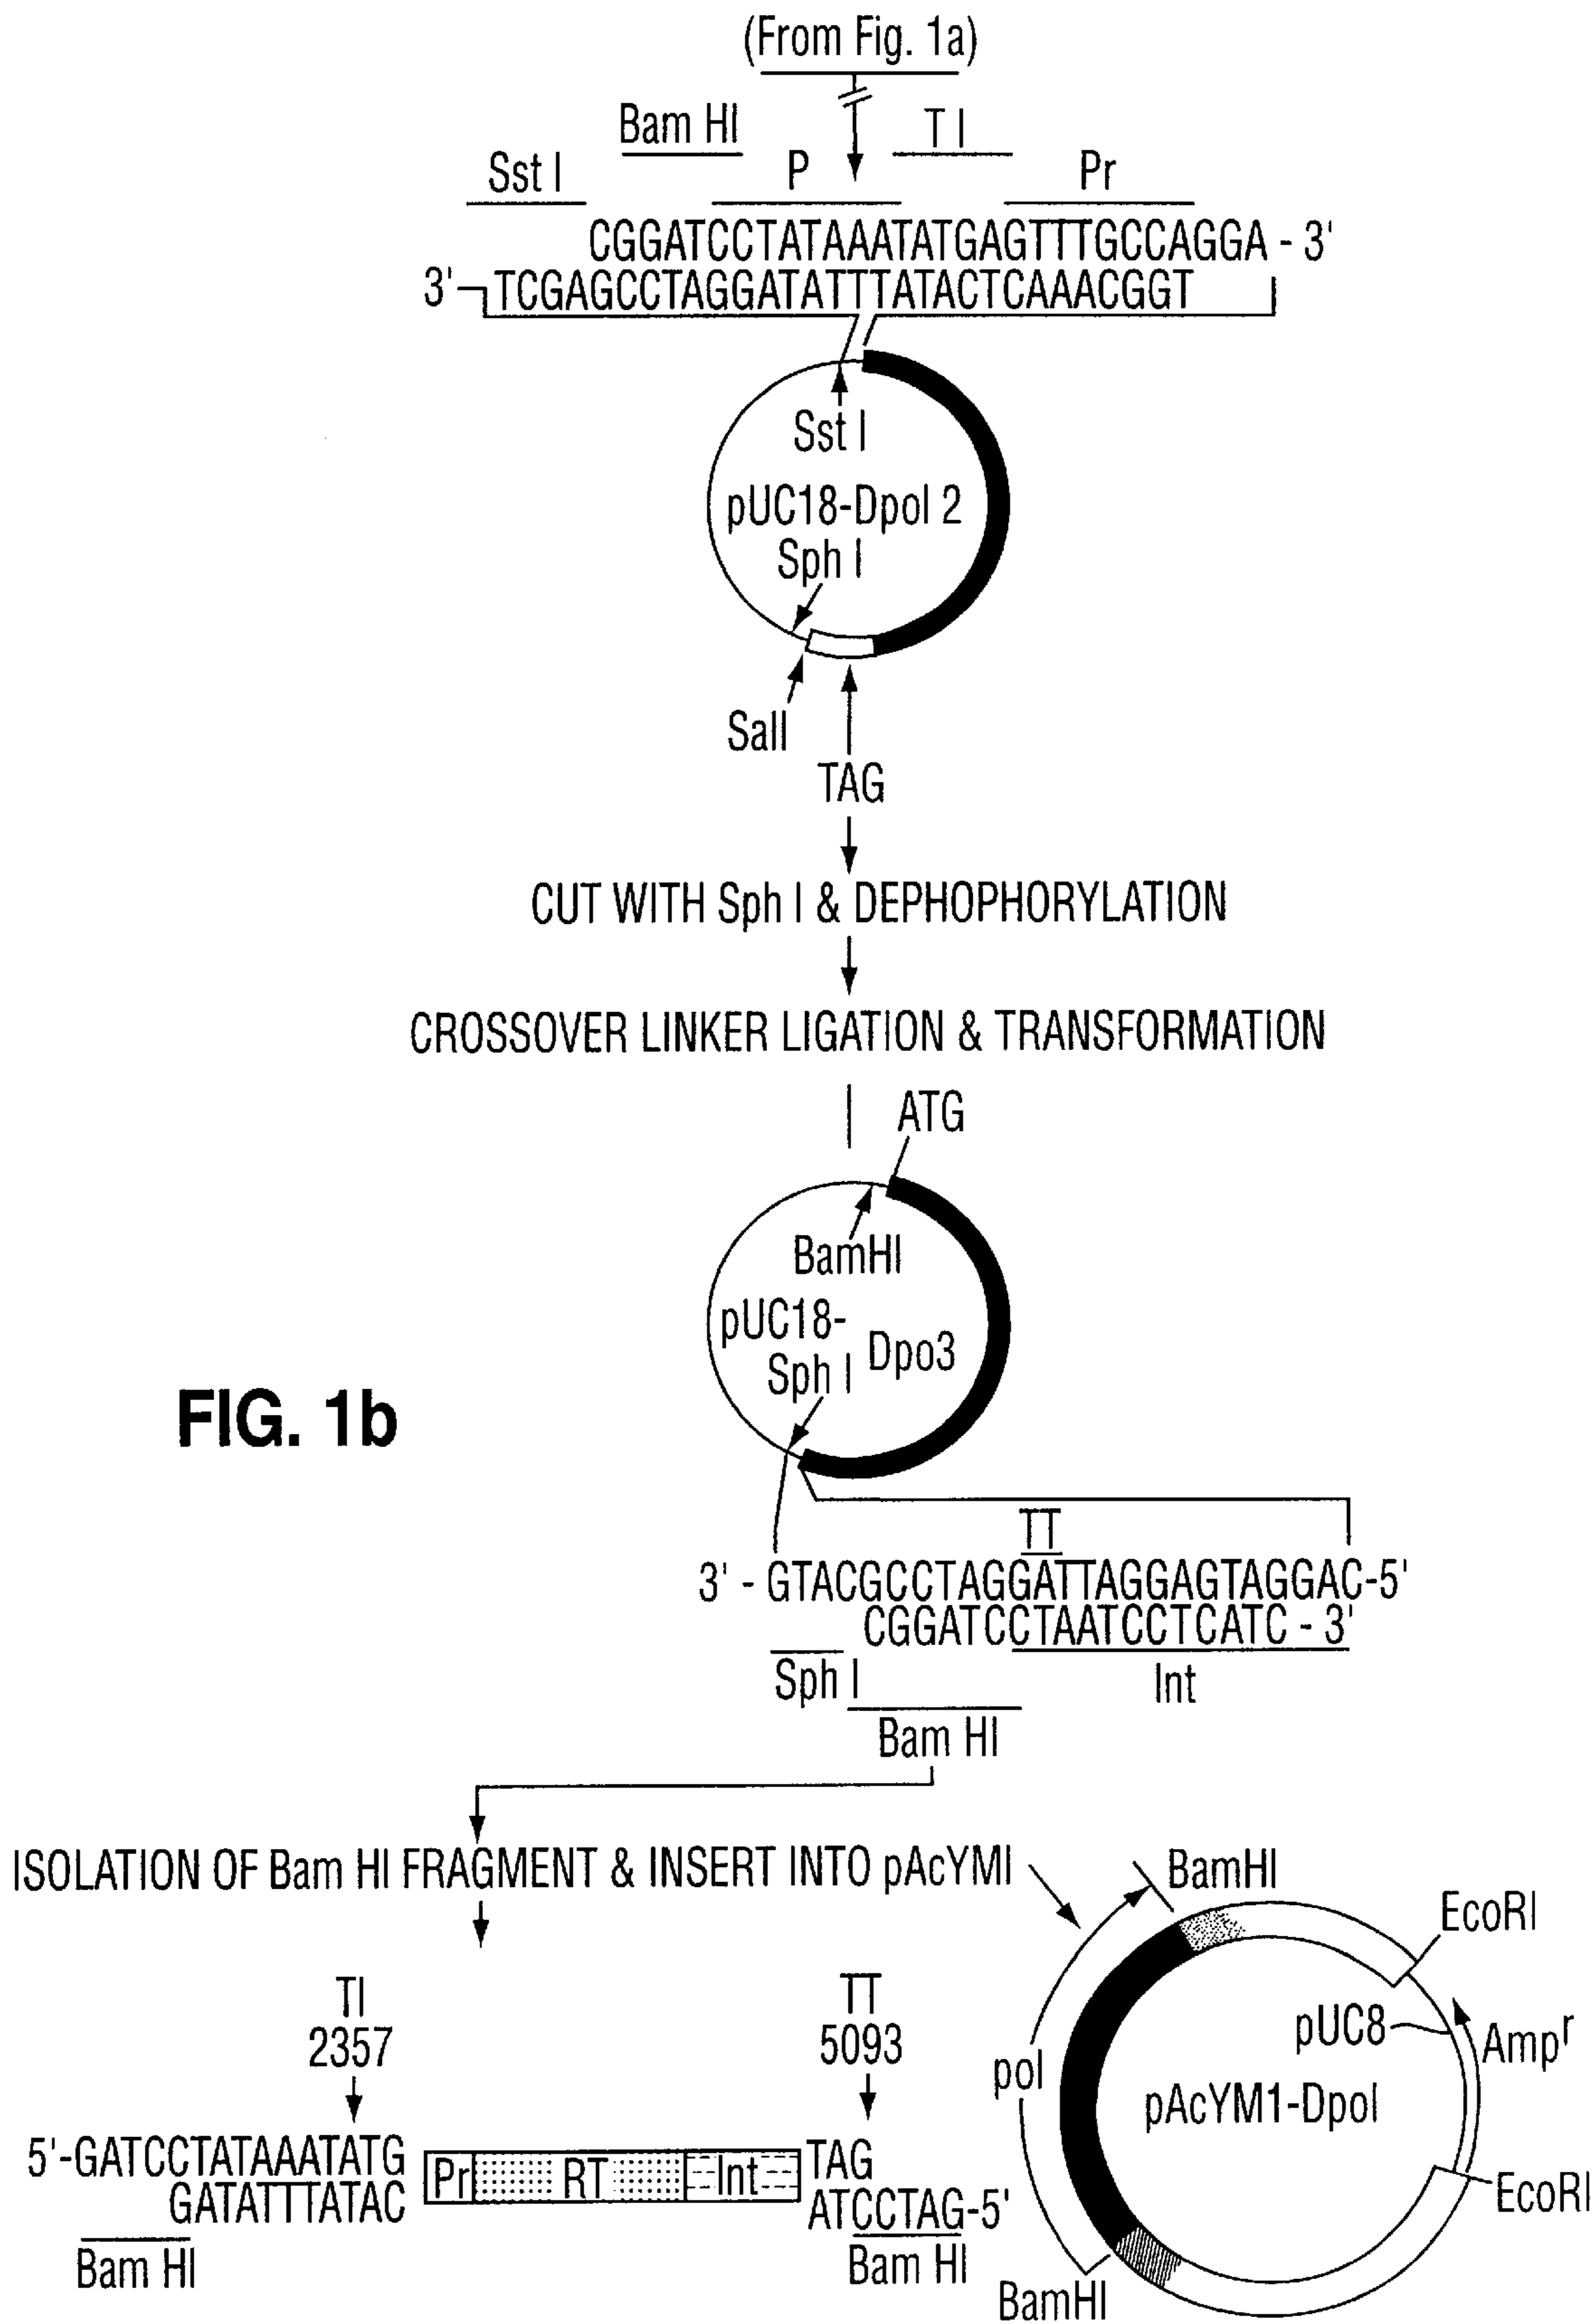 (From Fig. 1a)
Bam HI
T I
Sst I
P
Pr
CGGATCCTATAAATATGAGTTTGCCAGGA - 3'
3'- TCGAGCCTAGGATATTTATACTCAAACGGT
Sst I
pUC18-Dpol 2
Sph I
SalI
TAG
CUT WITH Sph I & DEPHOPHORYLATION
CROSSOVER LINKER LIGATION & TRANSFORMATION
ATG
BamHI
pUC18-
Dpo3
Sph I
FIG. 1b
TT
3' - GTACGCCTAGGATTAGGAGTAGGAC-5'
CGGATCCTAATCCTCATC - 3'
Sph I
Int
Bam HI
ISOLATION OF Bam HI FRAGMENT & INSERT INTO pAcYMI
BamHI
EcoRI
TI
2357
TT
5093
pUC8
Ampr
pol
pAcYM1-Dpol
5'-GATCCTATAAATATG
GATATTTATAC
Pr
RT
Int
TAG
ATCCTAG-5'
EcoRI
Bam HI
Bam HI
BamHI